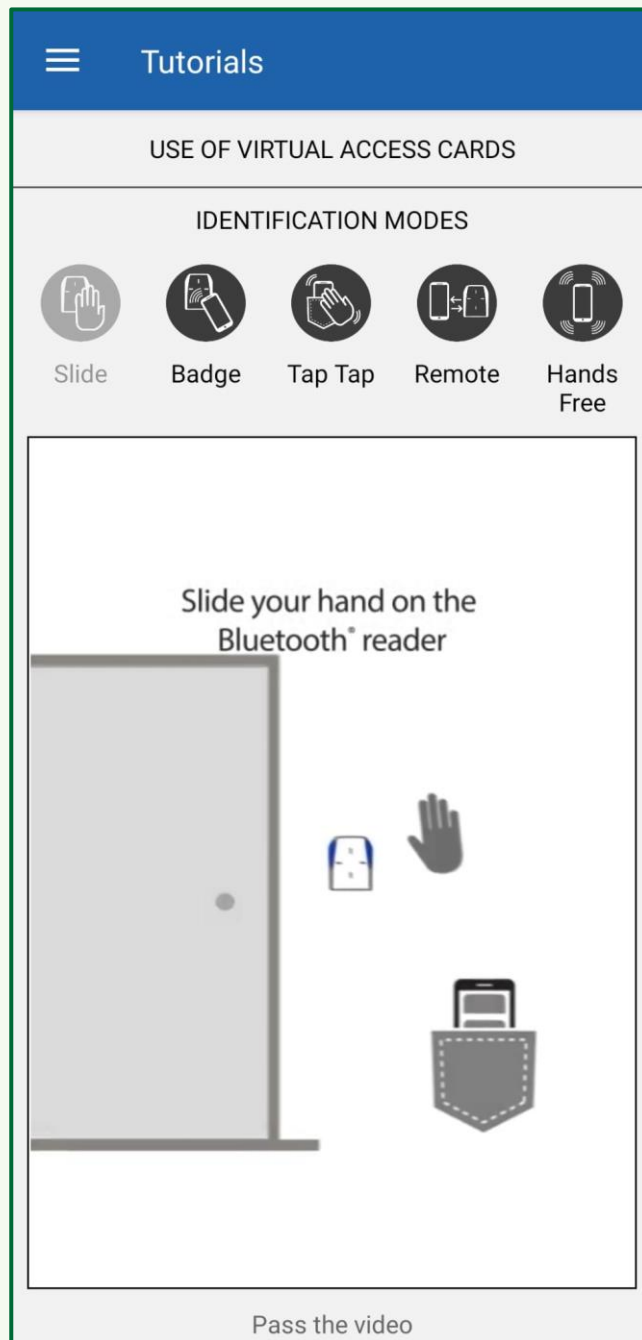 Tutorials
USE OF VIRTUAL ACCESS CARDS
IDENTIFICATION MODES
Slide
Badge
Tap Tap
Remote
Hands
Free
Slide your hand on the
Bluetooth® reader
Pass the video